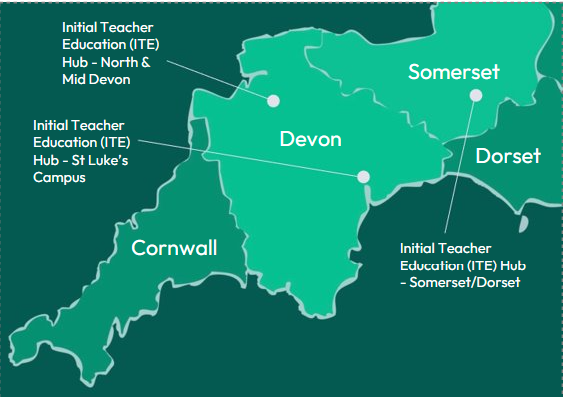 Initial Teacher
Education (ITE)
Hub - North &
Mid Devon
Somerset
Initial Teacher
Education (ITE)
Hub - St Luke's
Campus
Devon
Dorset
Cornwall
Initial Teacher
Education (ITE) Hub
- Somerset/Dorset